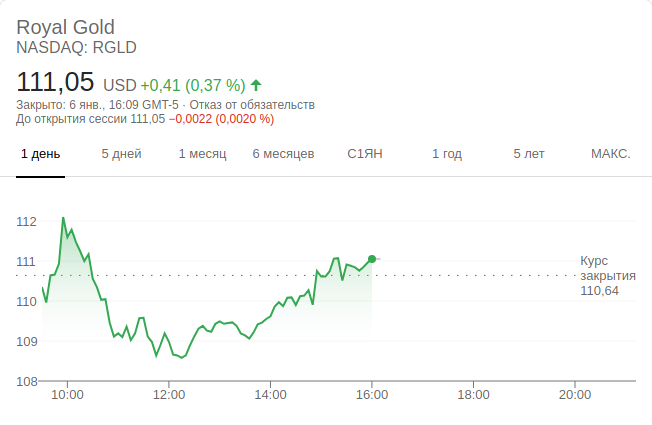 Royal Gold
NASDAQ: RGLD
111,05 USD +0,41 (0,37 %)
Закрыто: 6 янв., 16:09 GMT-5 · Отказ от обязательств
До открытия сессии 111,05 −0,0022 (0,0020 %)
1 день 5 дней 1 месяц 6 месяцев С1ЯН 1 год 5 лет МАКС.
112
111
110
109
108
Курс
закрытия
110,64
10:00 12:00 14:00 16:00 18:00 20:00